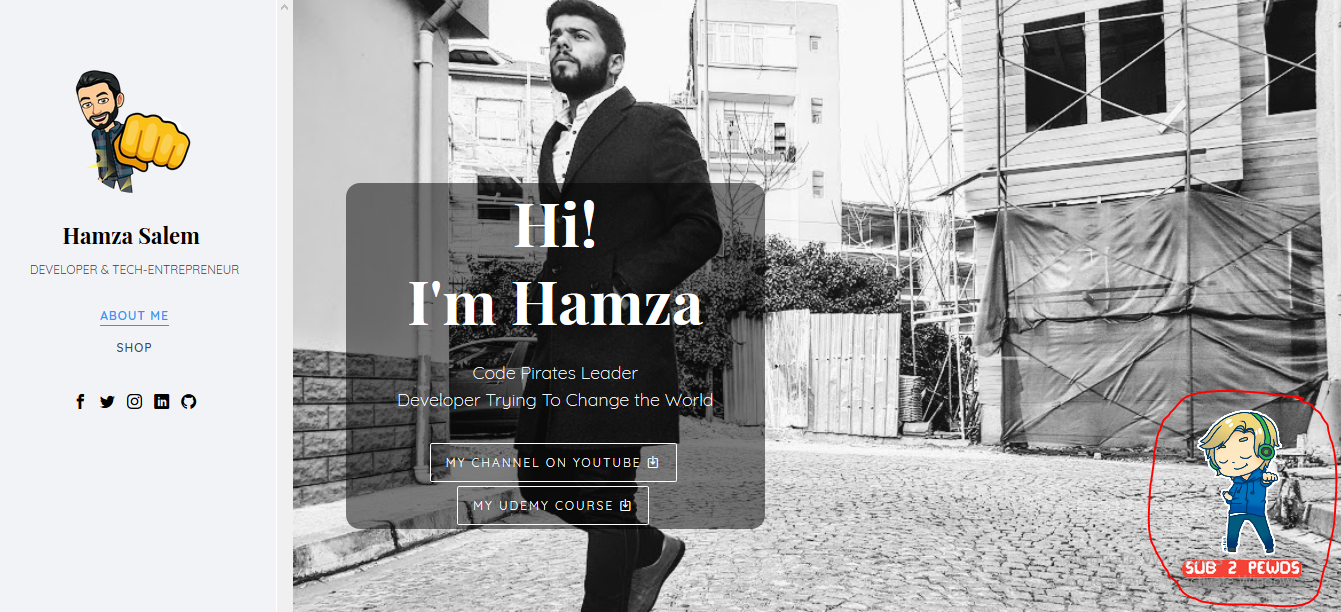 Hamza Salem
DEVELOPER & TECH-ENTREPRENEUR
ABOUT ME
SHOP
Hi!
I'm Hamza
Code Pirates Leader
Developer Trying To Change the World
MY CHANNEL ON YOUTUBE
MY UDEMY COURSE
SUB 2 PEWDS